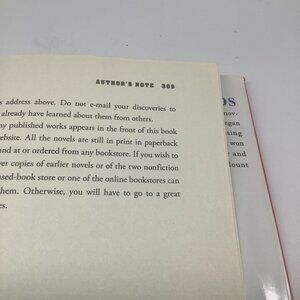 AUTHOR'S NOTE 309
s address above. Do not e-mail your discoveries to
already have learned about them from others.
ny published works appears in the front of this book
ebsite. All the novels are still in print in paperback
und at or ordered from any bookstore. If you wish to
er copies of earlier novels or of the two nonfiction
used-book store or one of the online bookstores can
hem. Otherwise, you will have to go to a great
es.
DS
nov-
egan
sing
won
and
lount